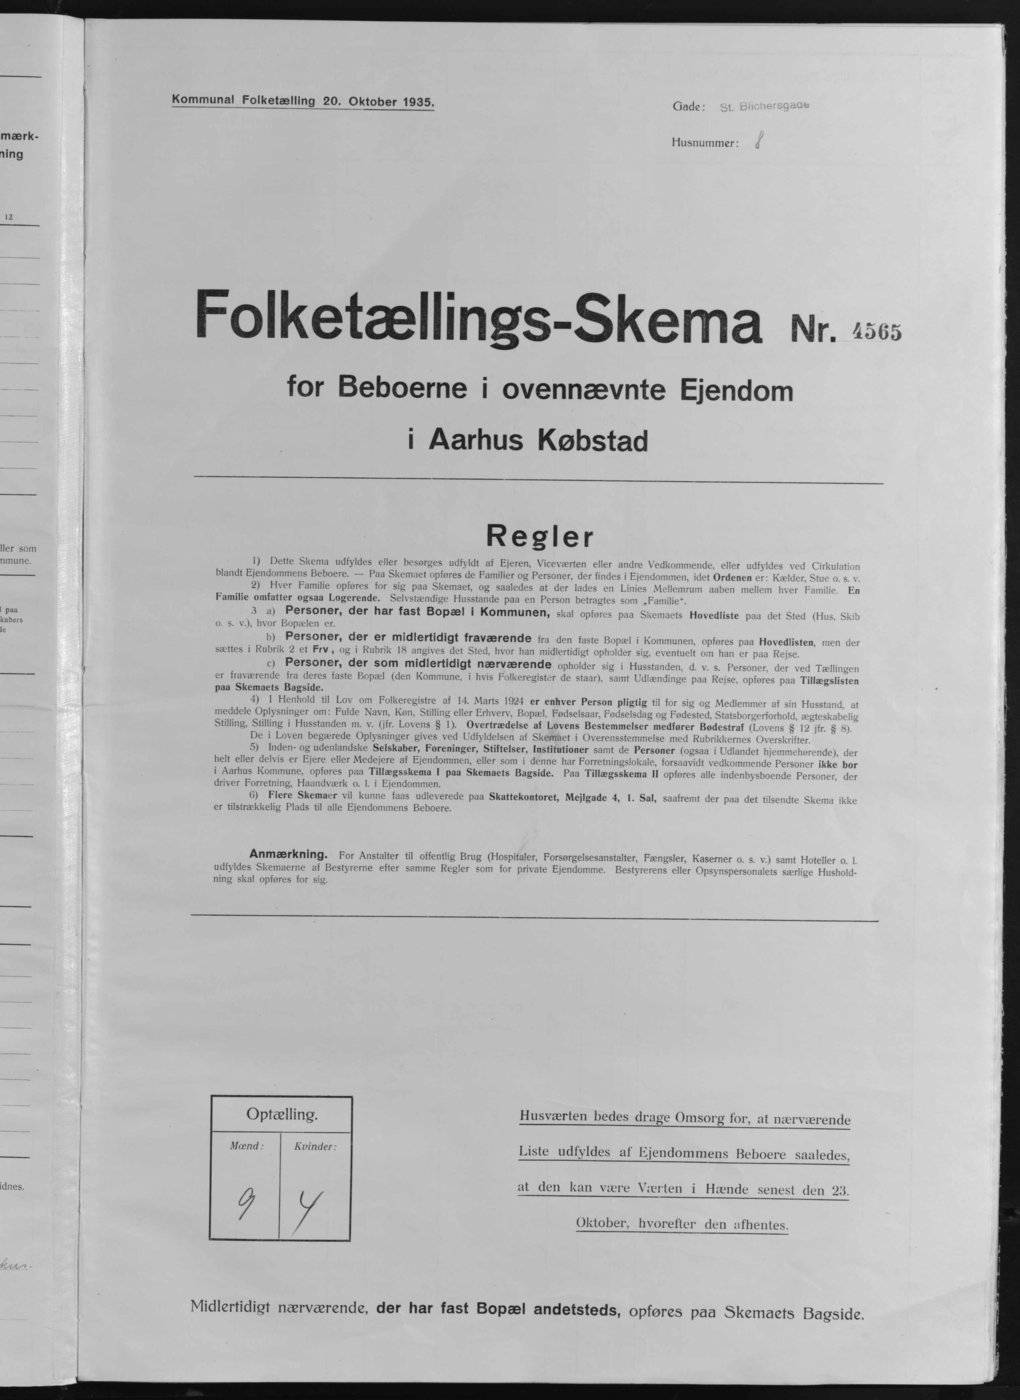 mærk-
ning
12
ller som
mmune.
l paa
kabers
de
idnes.
Kommunal Folketælling 20. Oktober 1935.
Gade: St. Blichersgade
Husnummer: 8
Folketællings-Skema Nr. 4565
for Beboerne i ovennævnte Ejendom
i Aarhus Købstad
Regler
1) Dette Skema udfyldes eller besørges udfyldt af Ejeren, Viceværten eller andre Vedkommende, eller udfyldes ved Cirkulation
blandt Ejendommens Beboere. — Paa Skemaet opføres de Familier og Personer, der findes i Ejendommen, idet Ordenen er: Kælder, Stue o. s. v.
2) Hver Familie opføres for sig paa Skemaet, og saaledes at der lades en Linies Mellemrum aaben mellem hver Familie. En
Familie omfatter ogsaa Logerende. Selvstændige Husstande paa en Person betragtes som „Familie“.
3 a) Personer, der har fast Bopæl i Kommunen, skal opføres paa Skemaets Hovedliste paa det Sted (Hus, Skib
o. s. v.), hvor Bopælen er.
b) Personer, der er midlertidigt fraværende fra den faste Bopæl i Kommunen, opføres paa Hovedlisten, men der
sættes i Rubrik 2 et Frv, og i Rubrik 18 angives det Sted, hvor han midlertidigt opholder sig, eventuelt om han er paa Rejse.
c) Personer, der som midlertidigt nærværende opholder sig i Husstanden, d. v. s. Personer, der ved Tællingen
er fraværende fra deres faste Bopæl (den Kommune, i hvis Folkeregister de staar), samt Udlændinge paa Rejse, opføres paa Tillægslisten
paa Skemaets Bagside.
4) I Henhold til Lov om Folkeregistre af 14. Marts 1924 er enhver Person pligtig til for sig og Medlemmer af sin Husstand, at
meddele Oplysninger om: Fulde Navn, Køn, Stilling eller Erhverv, Bopæl, Fødselsaar, Fødselsdag og Fødested, Statsborgerforhold, ægteskabelig
Stilling, Stilling i Husstanden m. v. (jfr. Lovens § 1). Overtrædelse af Lovens Bestemmelser medfører Bødestraf (Lovens § 12 jfr. § 8).
De i Loven begærede Oplysninger gives ved Udfyldelsen af Skemaet i Overensstemmelse med Rubrikkernes Overskrifter.
5) Inden- og udenlandske Selskaber, Foreninger, Stiftelser, Institutioner samt de Personer (ogsaa i Udlandet hjemmehørende), der
helt eller delvis er Ejere eller Medejere af Ejendommen, eller som i denne har Forretningslokale, forsaavidt vedkommende Personer ikke bor
i Aarhus Kommune, opføres paa Tillægsskema I paa Skemaets Bagside. Paa Tillægsskema II opføres alle indenbysboende Personer, der
driver Forretning, Haandværk o. l. i Ejendommen.
6) Flere Skemaer vil kunne faas udleverede paa Skattekontoret, Mejlgade 4, 1. Sal, saafremt der paa det tilsendte Skema ikke
er tilstrækkelig Plads til alle Ejendommens Beboere.
Anmærkning. For Anstalter til offentlig Brug (Hospitaler, Forsørgelsesanstalter, Fængsler, Kaserner o. s. v.) samt Hoteller o. l.
udfyldes Skemaerne af Bestyrerne efter samme Regler som for private Ejendomme. Bestyrerens eller Opsynspersonalets særlige Hushold-
ning skal opføres for sig.
Optælling.
Mænd: Kvinder:
9 4
Husværten bedes drage Omsorg for, at nærværende
Liste udfyldes af Ejendommens Beboere saaledes,
at den kan være Værten i Hænde senest den 23.
Oktober, hvorefter den afhentes.
Midlertidigt nærværende, der har fast Bopæl andetsteds, opføres paa Skemaets Bagside.